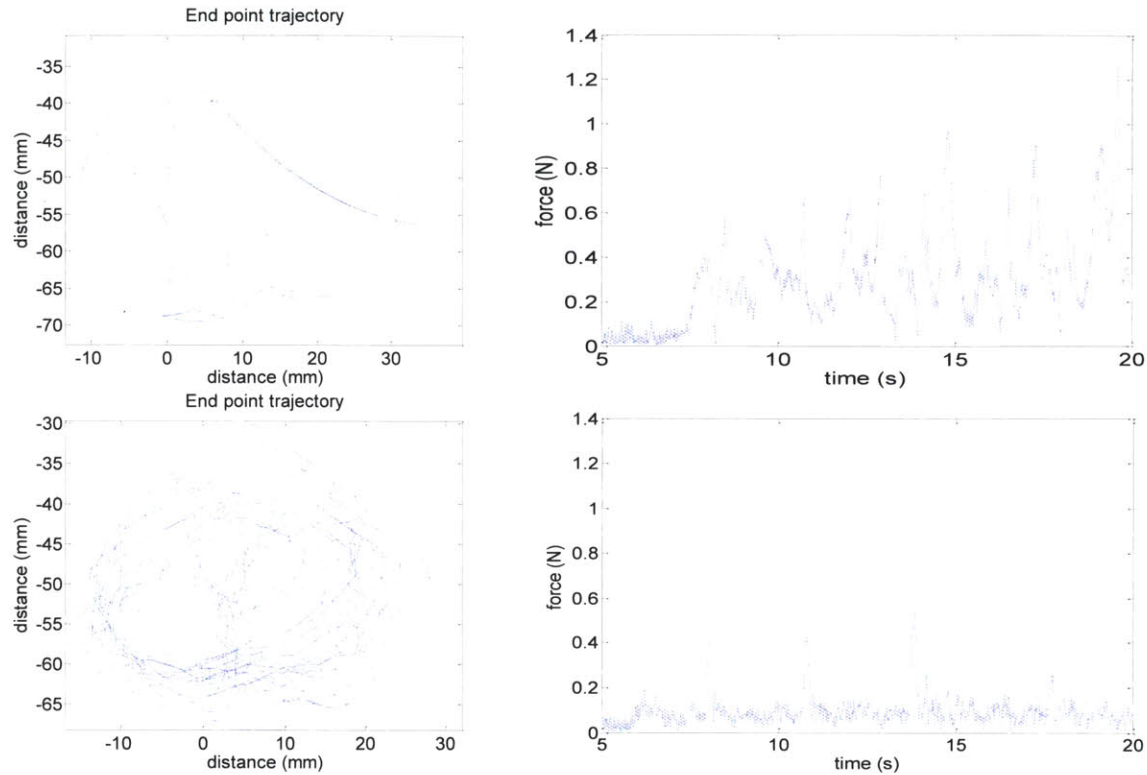 End point trajectory
-35
-40
-45
-50
-55
-60
-65
-70
distance (mm)
-10 0 10 20 30
distance (mm)
1.4
1.2
1
0.8
0.6
0.4
0.2
0
force (N)
5 10 15 20
time (s)
End point trajectory
-30
-35
-40
-45
-50
-55
-60
-65
distance (mm)
-10 0 10 20 30
distance (mm)
1.4
1.2
1
0.8
0.6
0.4
0.2
0
force (N)
5 10 15 20
time (s)